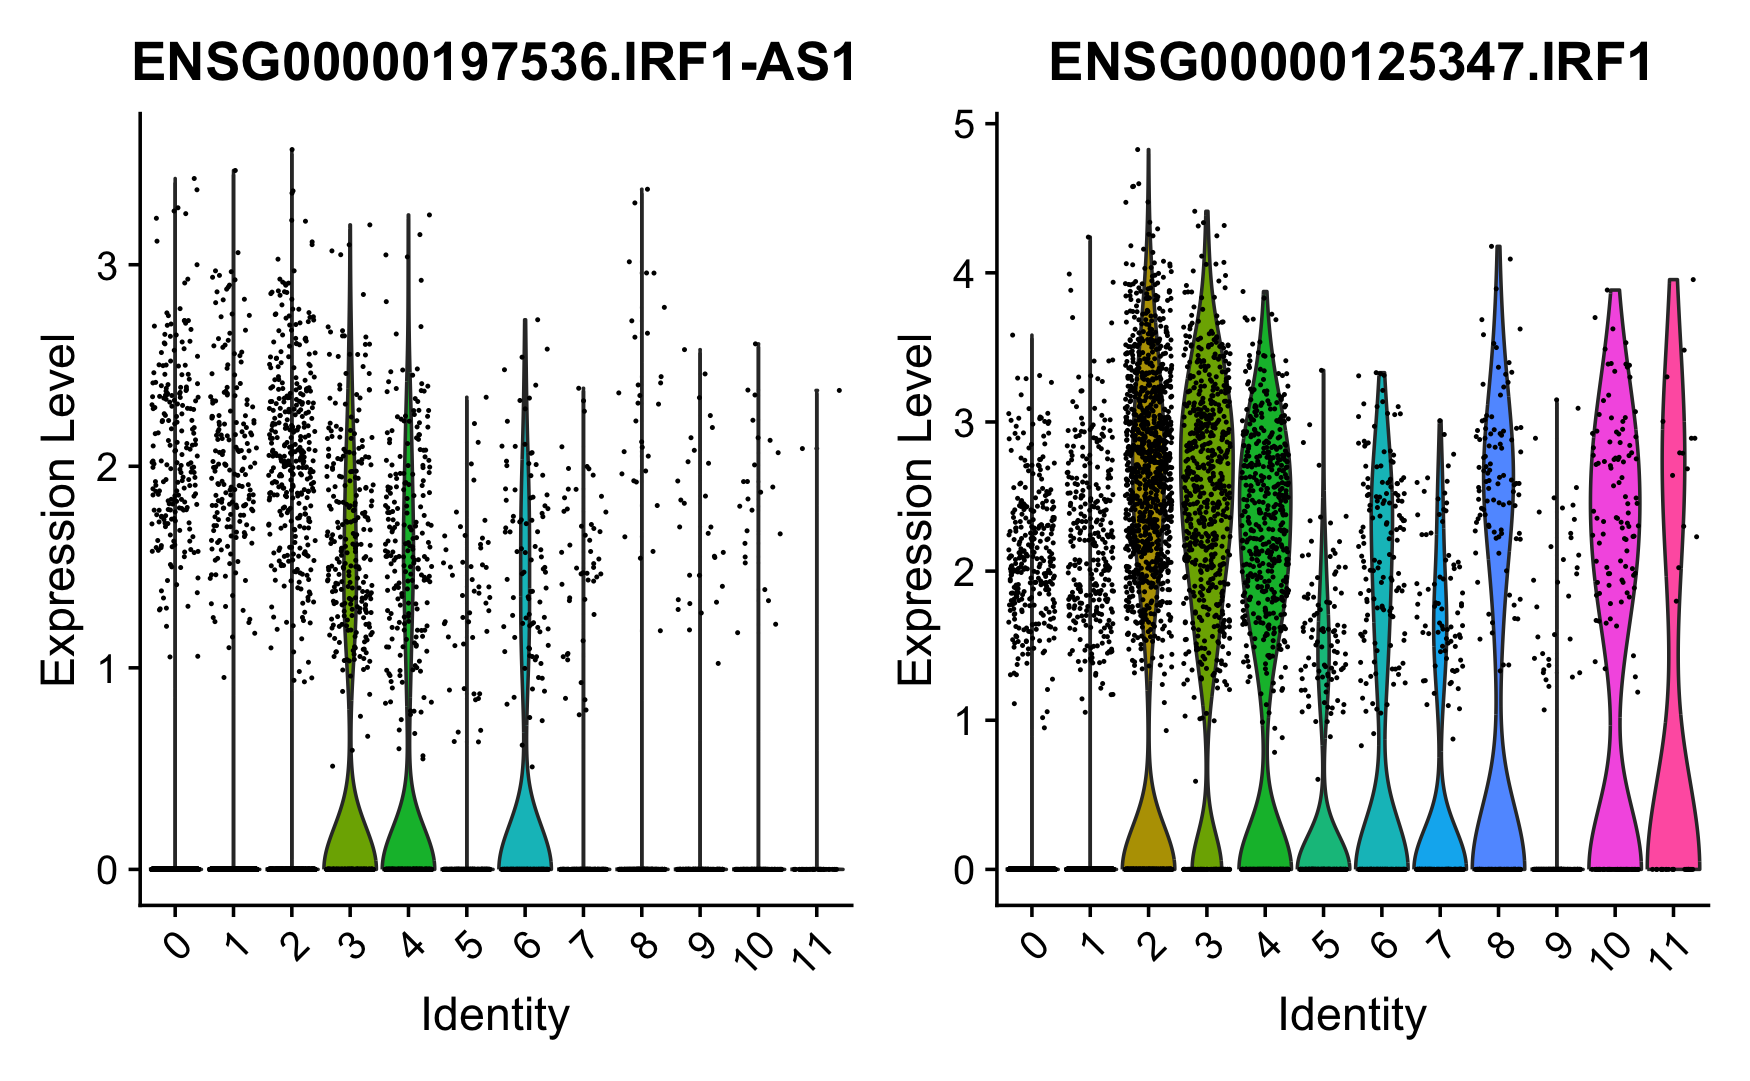 ENSG00000197536.IRF1-AS1
Expression Level
3
2
1
0
0 1 2 3 4 5 6 7 8 9 10 11
Identity
ENSG00000125347.IRF1
Expression Level
5
4
3
2
1
0
0 1 2 3 4 5 6 7 8 9 10 11
Identity